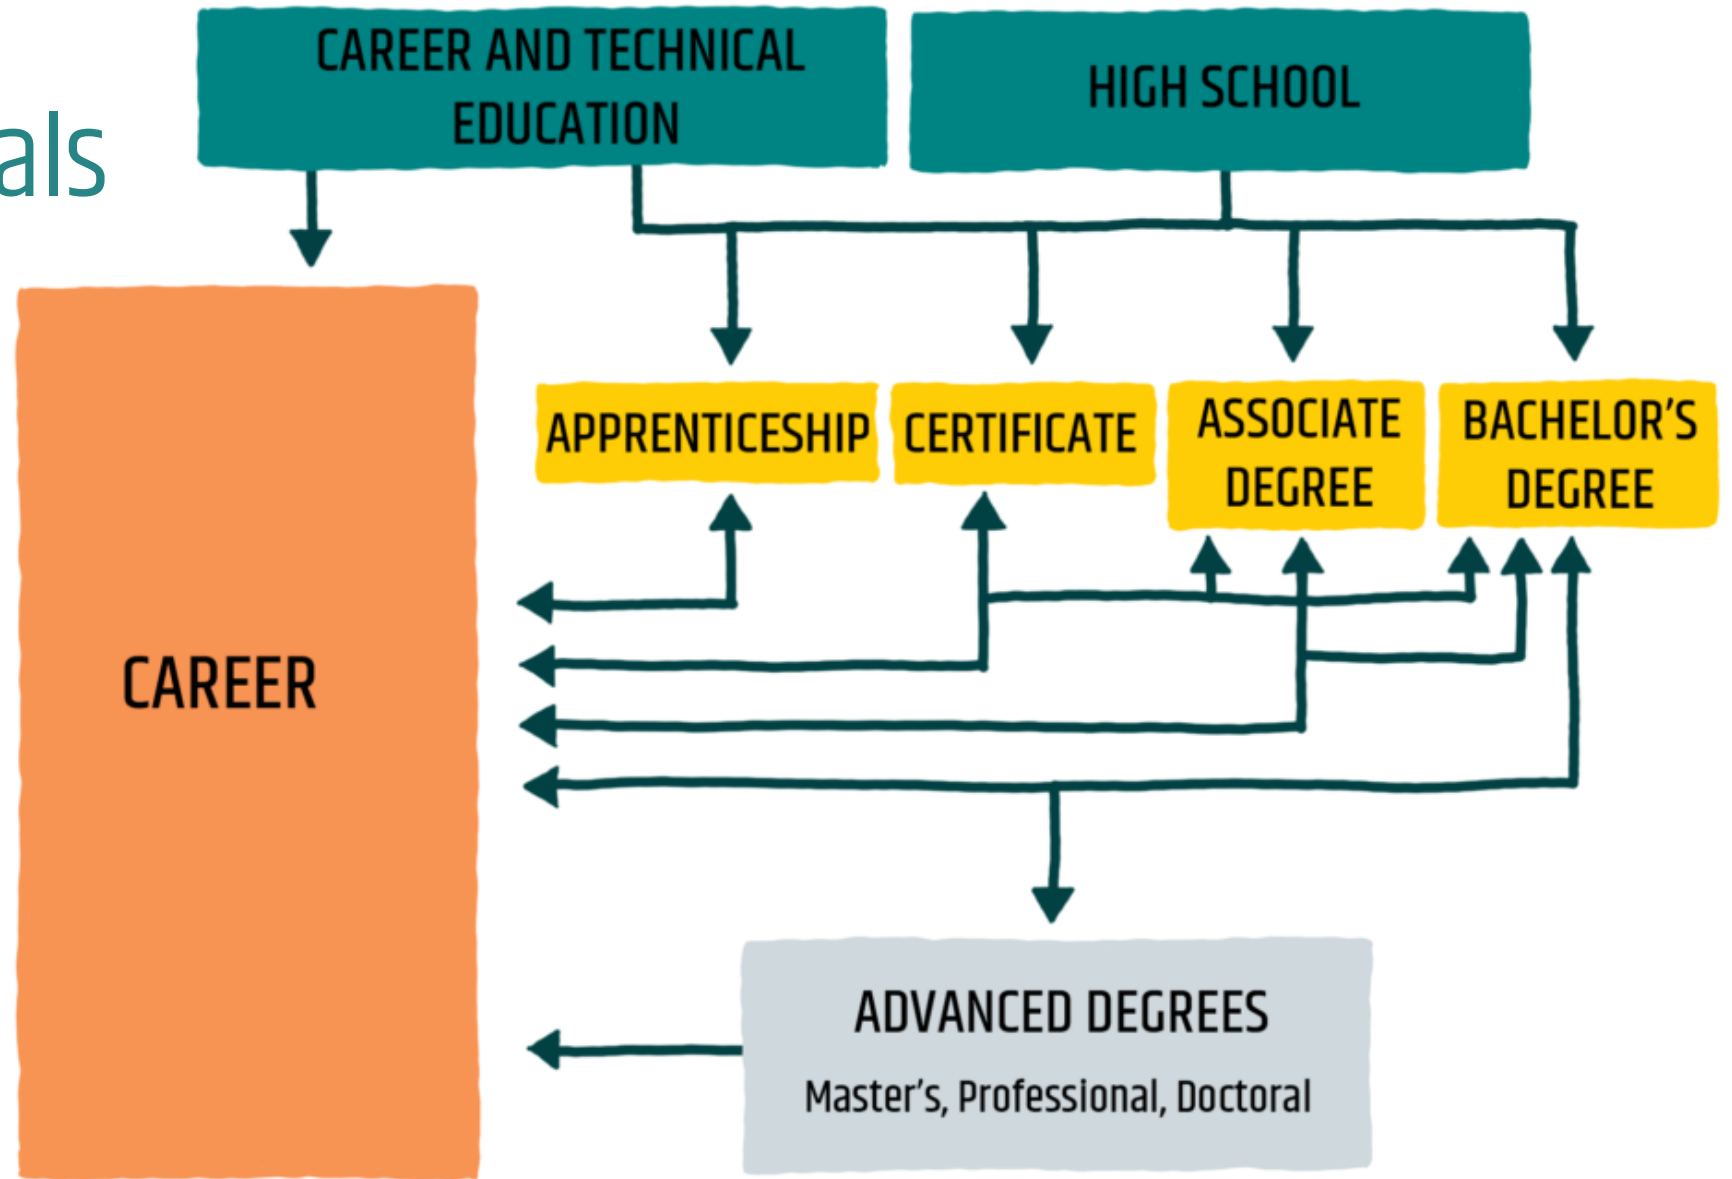 als
CAREER AND TECHNICAL
EDUCATION
HIGH SCHOOL
APPRENTICESHIP
CERTIFICATE
ASSOCIATE
DEGREE
BACHELOR'S
DEGREE
CAREER
ADVANCED DEGREES
Master's, Professional, Doctoral